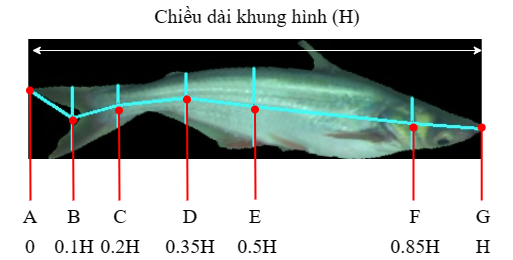 Chiều dài khung hình (H)
A B C D E F G
0 0.1H 0.2H 0.35H 0.5H 0.85H H